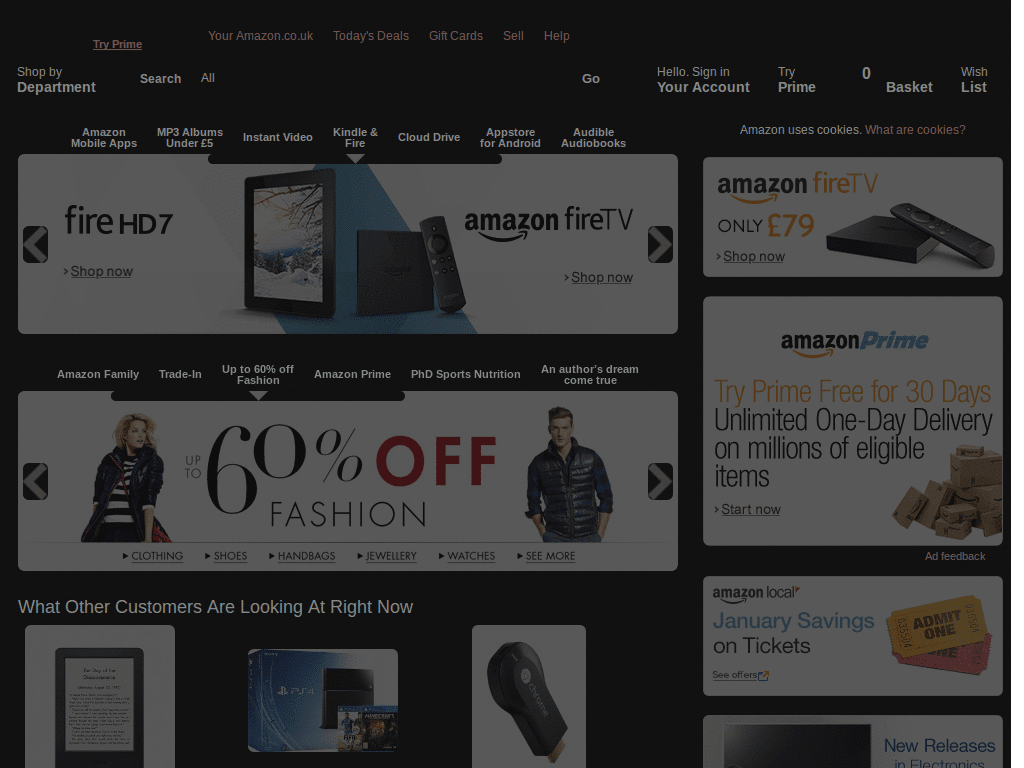 Your Amazon.co.uk Today's Deals Gift Cards Sell Help
Try Prime
Shop by
Department
Search All Go
Hello. Sign in
Your Account
Try
Prime
0
Basket
Wish
List
Amazon
Mobile Apps
MP3 Albums
Under £5
Instant Video
Kindle &
Fire
Cloud Drive
Appstore
for Android
Audible
Audiobooks
Amazon uses cookies. What are cookies?
fire HD7
> Shop now
amazon fireTV
> Shop now
amazon fireTV
ONLY £79
> Shop now
amazonPrime
Try Prime Free for 30 Days
Unlimited One-Day Delivery
on millions of eligible
items
> Start now
Ad feedback
Amazon Family
Trade-In
Up to 60% off
Fashion
Amazon Prime
PhD Sports Nutrition
An author's dream
come true
UP
TO
60% OFF
FASHION
CLOTHING SHOES HANDBAGS JEWELLERY WATCHES SEE MORE
amazon local
January Savings
on Tickets
See offers
ADMIT
ONE
ADMIT
ONE
What Other Customers Are Looking At Right Now
PS4
New Releases
in Electronics